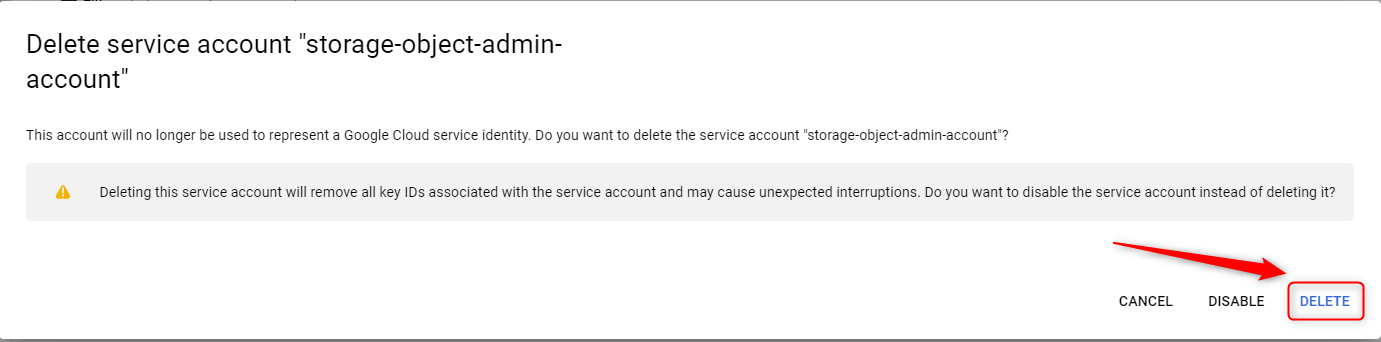 Delete service account "storage-object-admin-
account"
This account will no longer be used to represent a Google Cloud service identity. Do you want to delete the service account "storage-object-admin-account"?
Deleting this service account will remove all key IDs associated with the service account and may cause unexpected interruptions. Do you want to disable the service account instead of deleting it?
CANCEL DISABLE DELETE